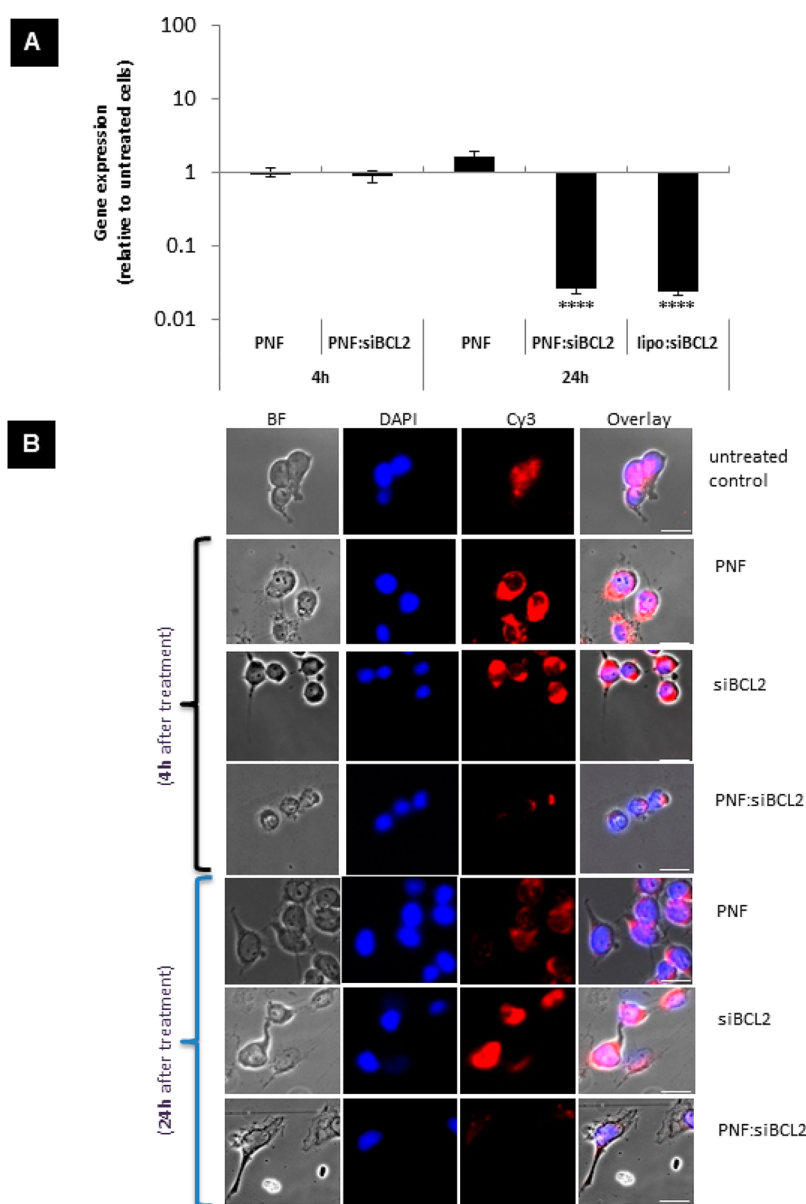 A
Gene expression
(relative to untreated cells)
100
10
1
0.1
0.01
****
****
PNF
PNF:siBCL2
PNF
PNF:siBCL2
lipo:siBCL2
4h
24h
B
BF
DAPI
Cy3
Overlay
untreated
control
(4h after treatment)
PNF
siBCL2
PNF:siBCL2
(24h after treatment)
PNF
siBCL2
PNF:siBCL2